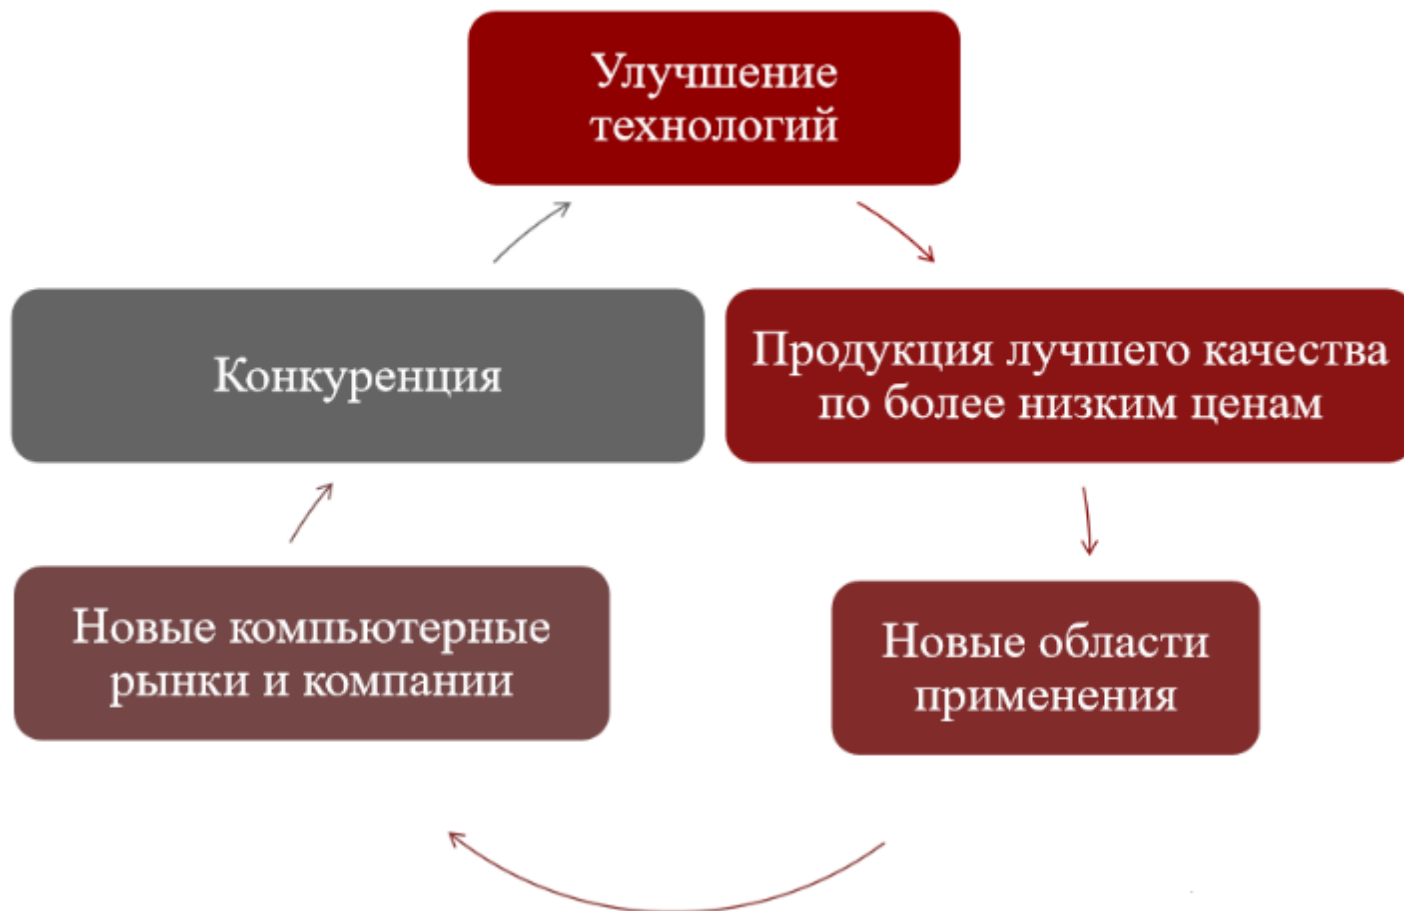 Улучшение
технологий
Продукция лучшего качества
по более низким ценам
Новые области
применения
Новые компьютерные
рынки и компании
Конкуренция